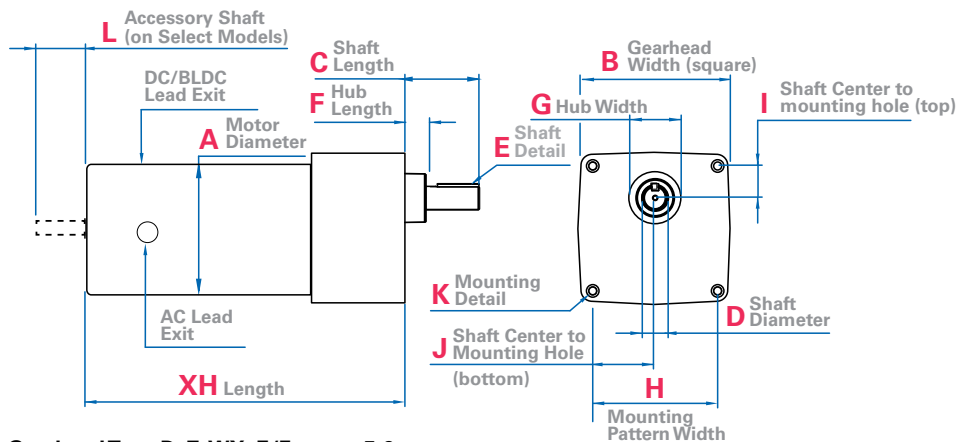 L Accessory Shaft
(on Select Models)
C Shaft
Length
F Hub
Length
DC/BLDC
Lead Exit
A Motor
Diameter
E Shaft
Detail
AC Lead
Exit
XH Length
B Gearhead
Width (square)
G Hub Width
I Shaft Center to
mounting hole (top)
K Mounting
Detail
D Shaft
Diameter
J Shaft Center to
Mounting Hole
(bottom)
H
Mounting
Pattern Width